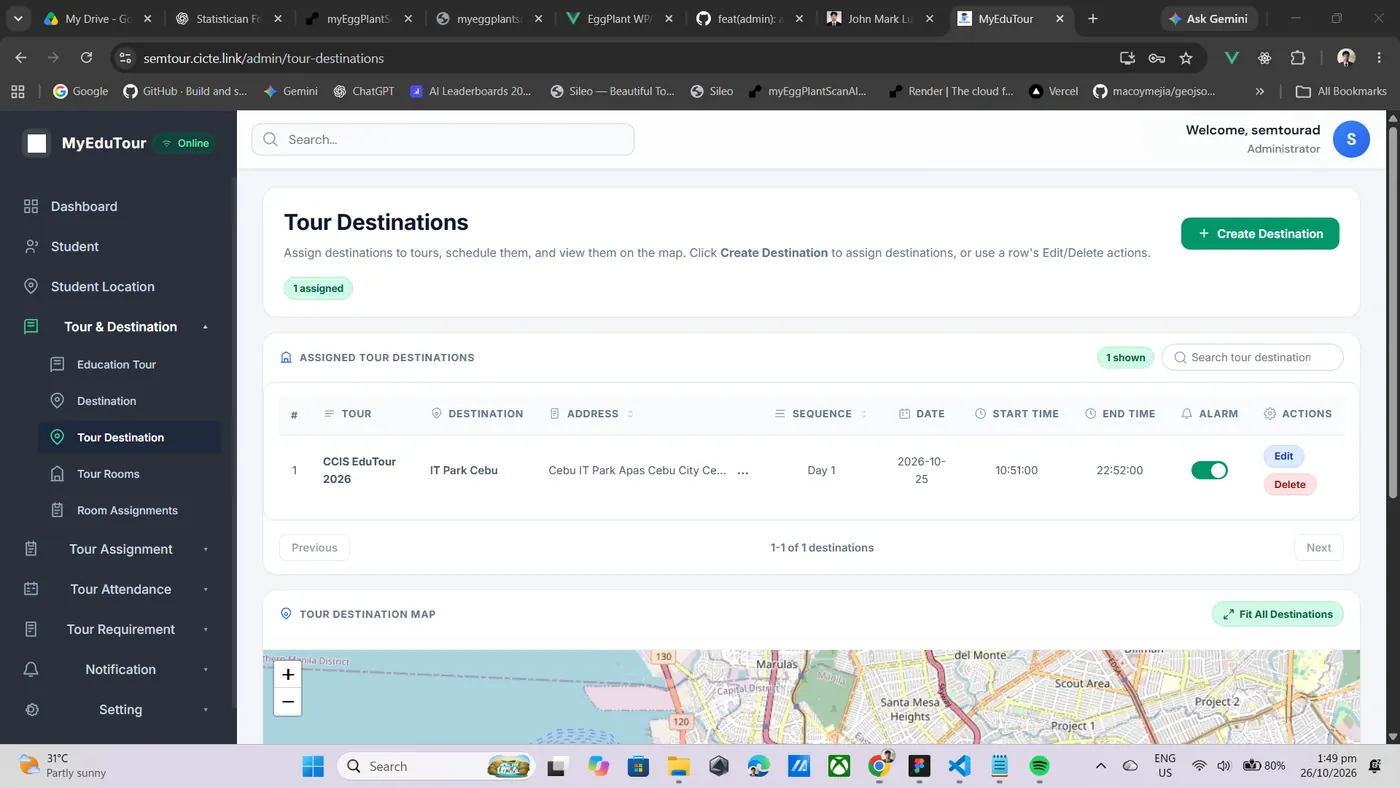 My Drive - Go
Statistician Fo
myEggPlantS
myeggplants
EggPlant WP/
feat(admin): a
John Mark Lu
MyEduTour
Ask Gemini
semtour.cicte.link/admin/tour-destinations
Google
GitHub · Build and s...
Gemini
ChatGPT
AI Leaderboards 20...
Sileo — Beautiful To...
Sileo
myEggPlantScanAI...
Render | The cloud f...
Vercel
macoymejia/geojso...
All Bookmarks
MyEduTour
Online
Search...
Welcome, semtourad
Administrator
S
Dashboard
Student
Student Location
Tour & Destination
Education Tour
Destination
Tour Destination
Tour Rooms
Room Assignments
Tour Assignment
Tour Attendance
Tour Requirement
Notification
Setting
Tour Destinations
Assign destinations to tours, schedule them, and view them on the map. Click Create Destination to assign destinations, or use a row's Edit/Delete actions.
1 assigned
+ Create Destination
ASSIGNED TOUR DESTINATIONS
1 shown
Search tour destination
# TOUR DESTINATION ADDRESS SEQUENCE DATE START TIME END TIME ALARM ACTIONS
1 CCIS EduTour 2026 IT Park Cebu Cebu IT Park Apas Cebu City Ce... ... Day 1 2026-10-25 10:51:00 22:52:00 Edit
Delete
Previous
1-1 of 1 destinations
Next
TOUR DESTINATION MAP
Fit All Destinations
+
−
Manila District
130
Marulas
Capital District
Manila
120
Santa Mesa
Heights
del Monte
Diliman
Scout Area
Project 2
Project 1
31°C
Partly sunny
Search
ENG
US
80%
1:49 pm
26/10/2026